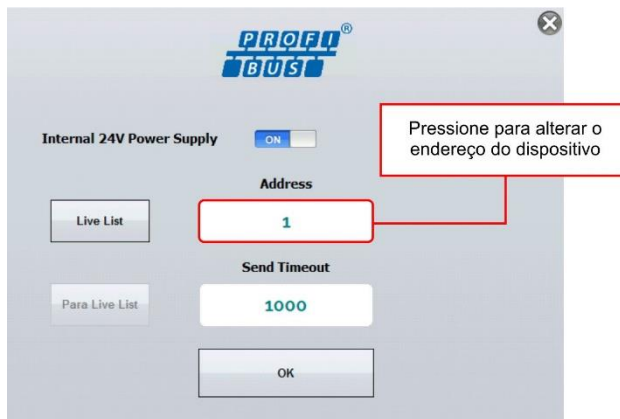 PROFI®
BUS
Internal 24V Power Supply
ON
Pressione para alterar o
endereço do dispositivo
Address
Live List
1
Send Timeout
Para Live List
1000
OK